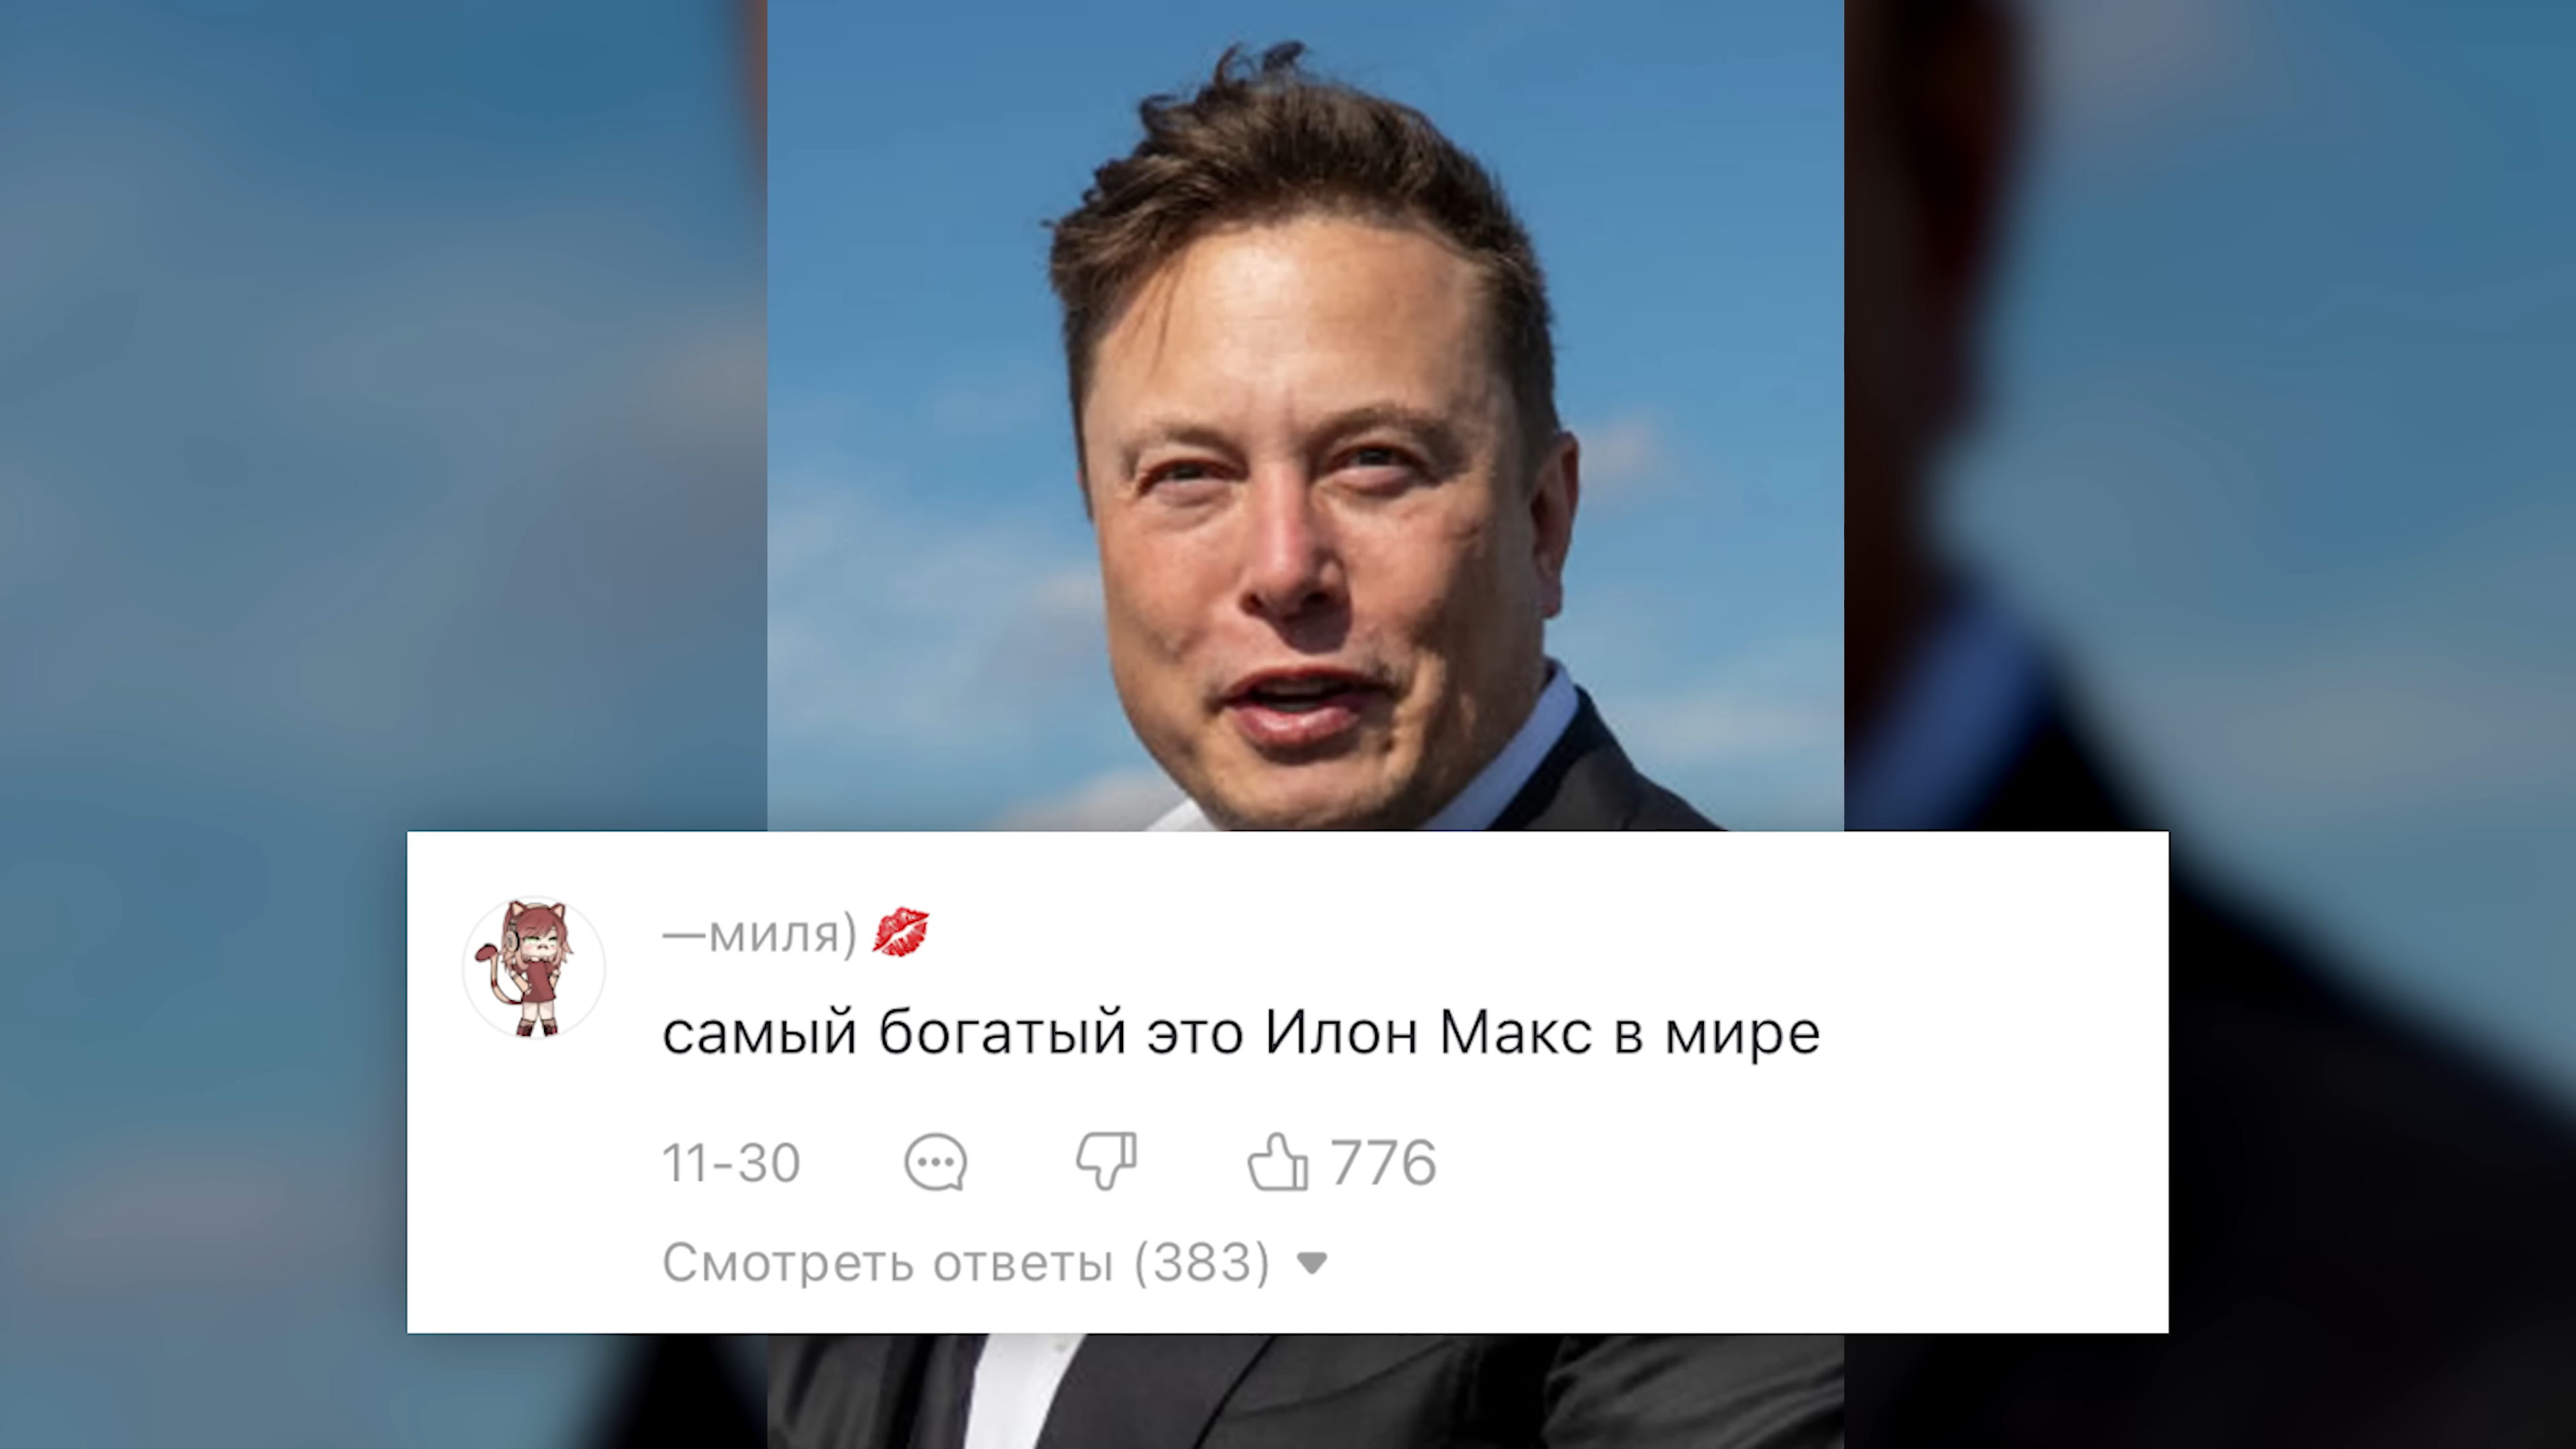 —миля) 💋
самый богатый это Илон Макс в мире
11-30 776
Смотреть ответы (383)